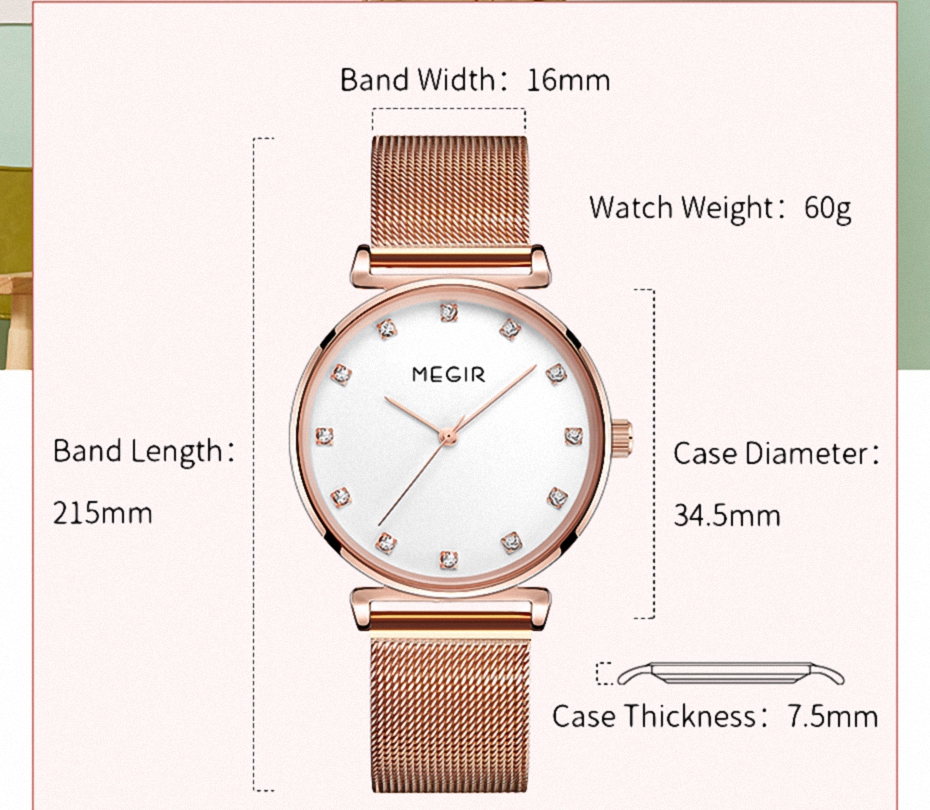 Band Width：16mm
Watch Weight：60g
MEGIR
Band Length：
215mm
Case Diameter：
34.5mm
Case Thickness：7.5mm